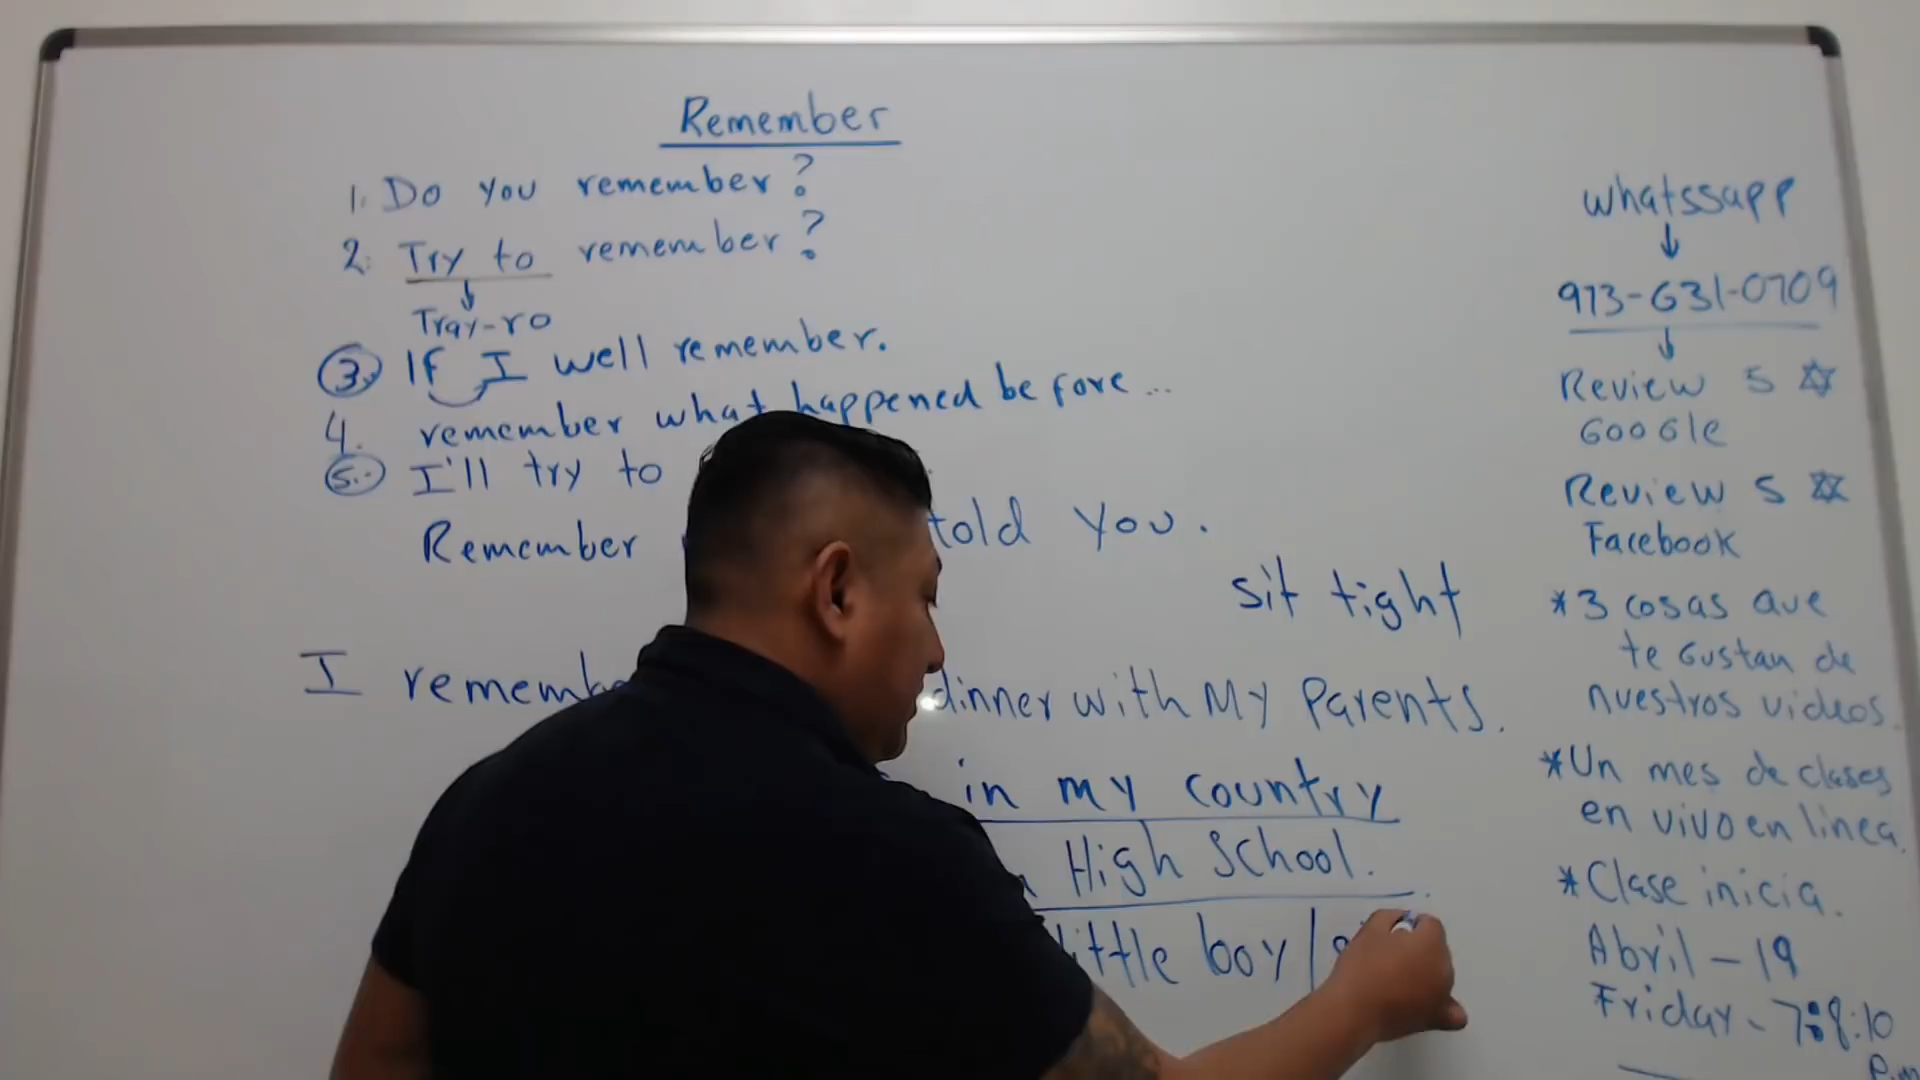 Remember
1. Do you remember?
2. Try to remember?
Tray-ro
3. If I well remember.
4. remember what happened before...
5. I'll try to
Remember told you.
sit tight
I dinner with My Parents.
in my country
High School.
little boy/
whatssapp
973-631-0709
Review 5
Google
Review 5
Facebook
*3 cosas que
te Gustan de
nuestros videos.
*Un mes de clases
en vivo en linea.
*Clase inicia.
Abril - 19
Friday - 7:8:10
P.m